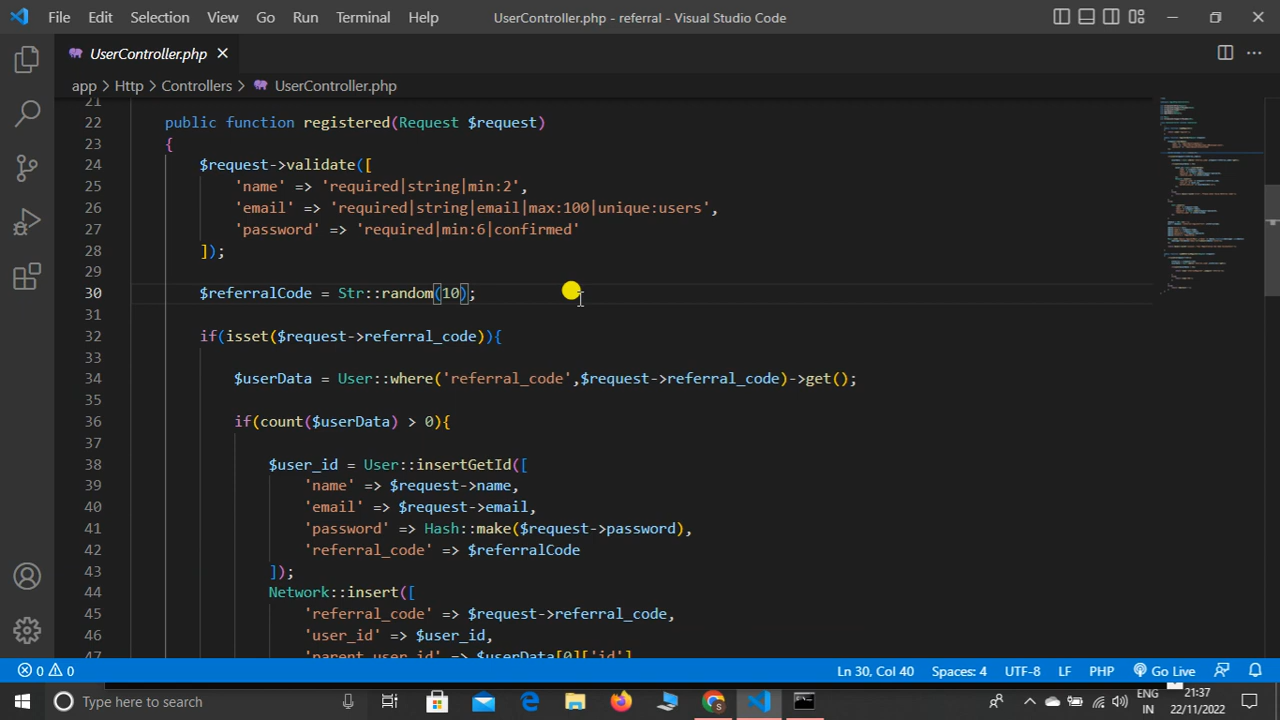 File Edit Selection View Go Run Terminal Help UserController.php - referral - Visual Studio Code
UserController.php
app > Http > Controllers > UserController.php
21
22 public function registered(Request $request)
23 {
24 $request->validate([
25 'name' => 'required|string|min:2',
26 'email' => 'required|string|email|max:100|unique:users',
27 'password' => 'required|min:6|confirmed'
28 ]);
29
30 $referralCode = Str::random(10);
31
32 if(isset($request->referral_code)){
33
34 $userData = User::where('referral_code',$request->referral_code)->get();
35
36 if(count($userData) > 0){
37
38 $user_id = User::insertGetId([
39 'name' => $request->name,
40 'email' => $request->email,
41 'password' => Hash::make($request->password),
42 'referral_code' => $referralCode
43 ]);
44 Network::insert([
45 'referral_code' => $request->referral_code,
46 'user_id' => $user_id,
47 'parent_user_id' => $userData[0]['id']
0 0 Ln 30, Col 40 Spaces: 4 UTF-8 LF PHP Go Live
Type here to search
ENG 21:37
IN 22/11/2022